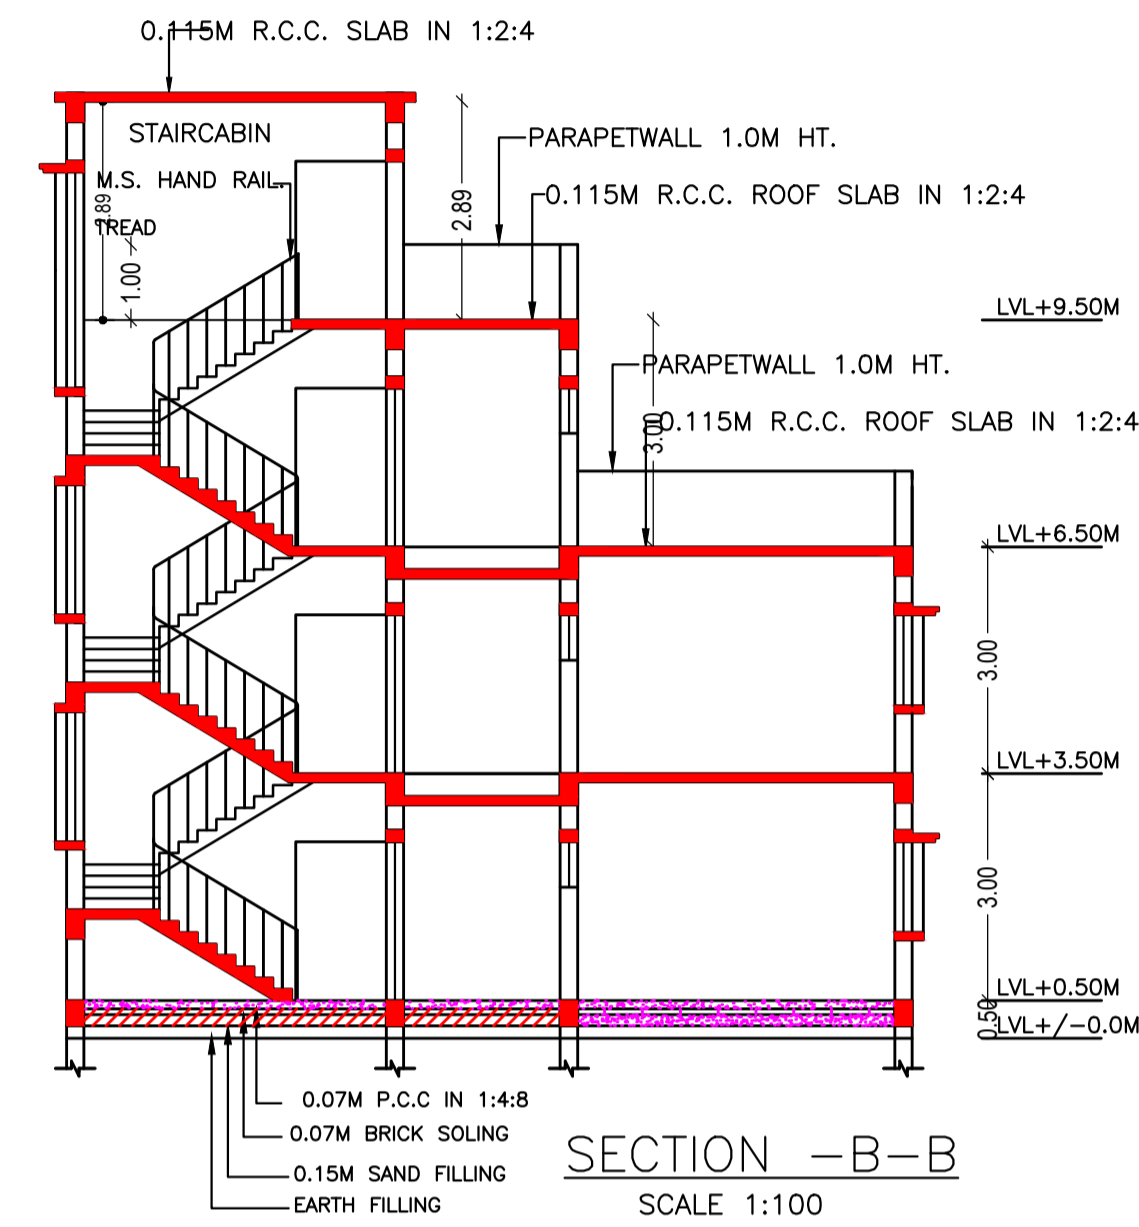 0.115M R.C.C. SLAB IN 1:2:4
STAIRCABIN
PARAPETWALL 1.0M HT.
M.S. HAND RAIL
0.115M R.C.C. ROOF SLAB IN 1:2:4
2.89
2.89
TREAD
1.00
LVL+9.50M
PARAPETWALL 1.0M HT.
0.115M R.C.C. ROOF SLAB IN 1:2:4
3.00
LVL+6.50M
3.00
LVL+3.50M
3.00
LVL+0.50M
0.50
LVL+/-0.0M
0.07M P.C.C IN 1:4:8
0.07M BRICK SOLING
0.15M SAND FILLING
EARTH FILLING
SECTION -B-B
SCALE 1:100